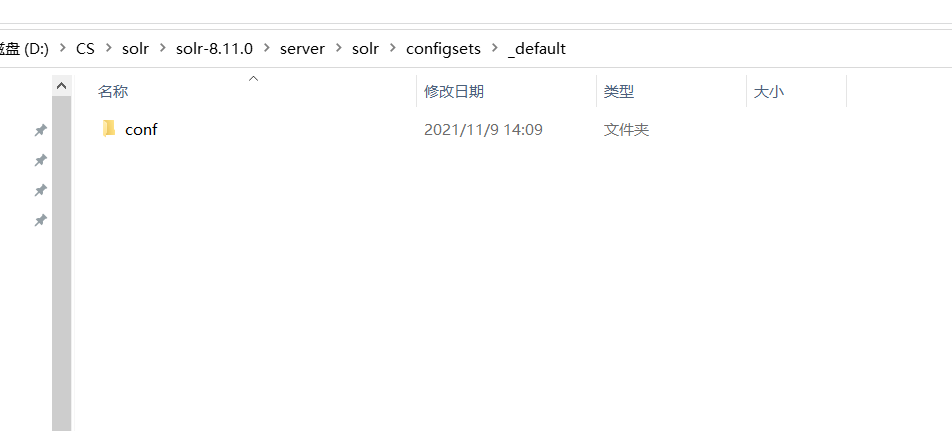 磁盘 (D:) > CS > solr > solr-8.11.0 > server > solr > configsets > _default
名称 修改日期 类型 大小
conf 2021/11/9 14:09 文件夹